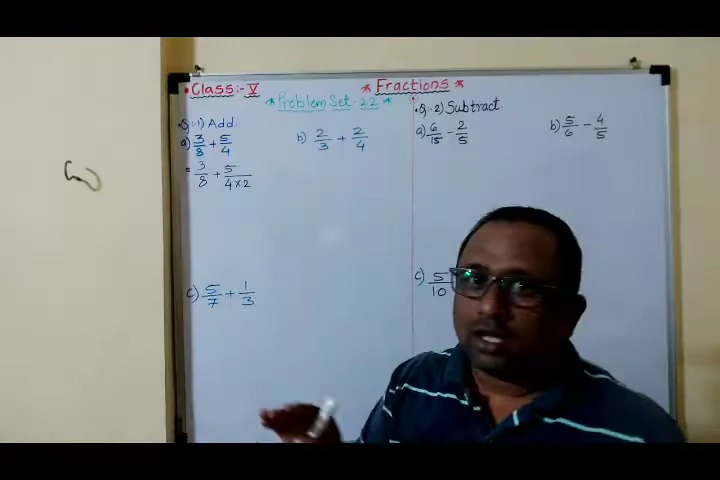 • Class:- V
* Fractions *
* Problem Set - 22 *
• Q:-1) Add
a) 3/8 + 5/4
= 3/8 + 5/4×2
b) 2/3 + 2/4
c) 5/7 + 1/3
• Q:-2) Subtract
a) 6/15 - 2/5
b) 5/6 - 4/5
c) 5/10